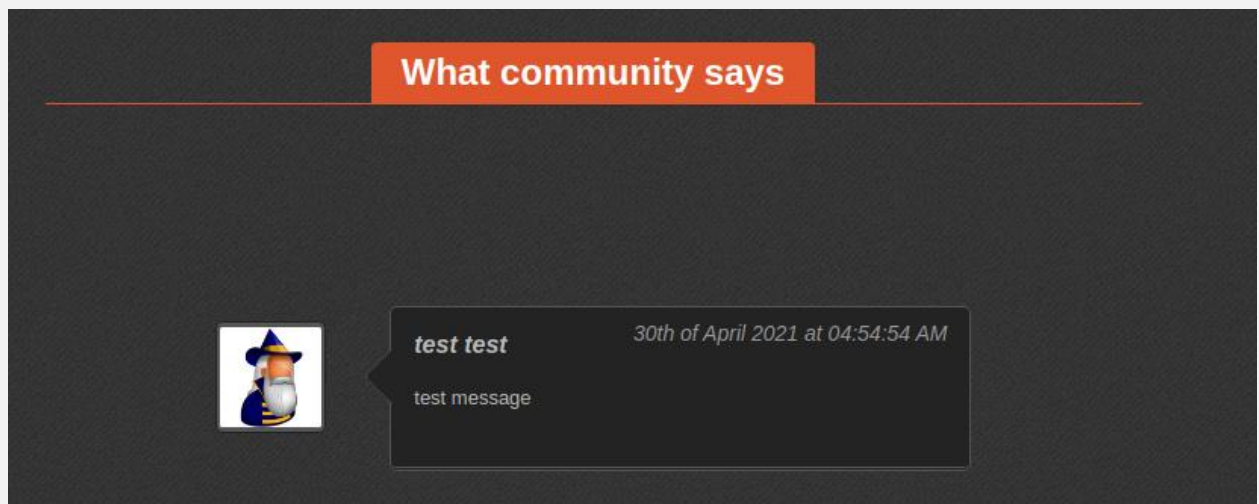 What community says
test test
30th of April 2021 at 04:54:54 AM
test message